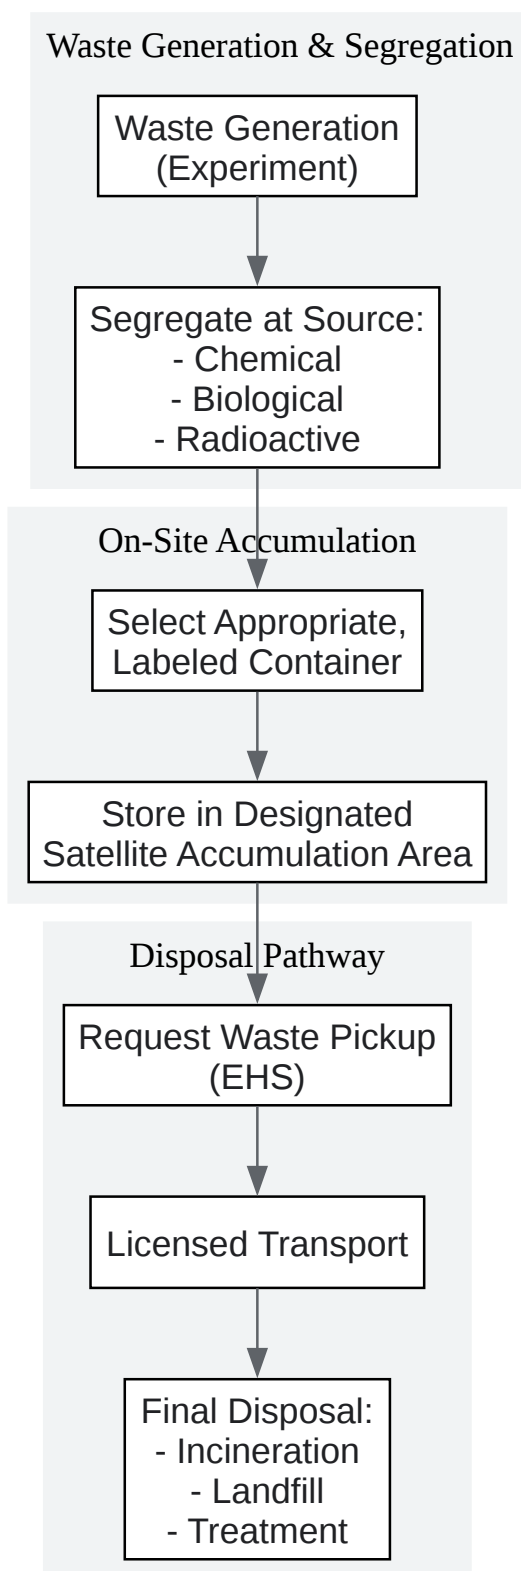 Waste Generation & Segregation
Waste Generation
(Experiment)
Segregate at Source:
- Chemical
- Biological
- Radioactive
On-Site Accumulation
Select Appropriate,
Labeled Container
Store in Designated
Satellite Accumulation Area
Disposal Pathway
Request Waste Pickup
(EHS)
Licensed Transport
Final Disposal:
- Incineration
- Landfill
- Treatment